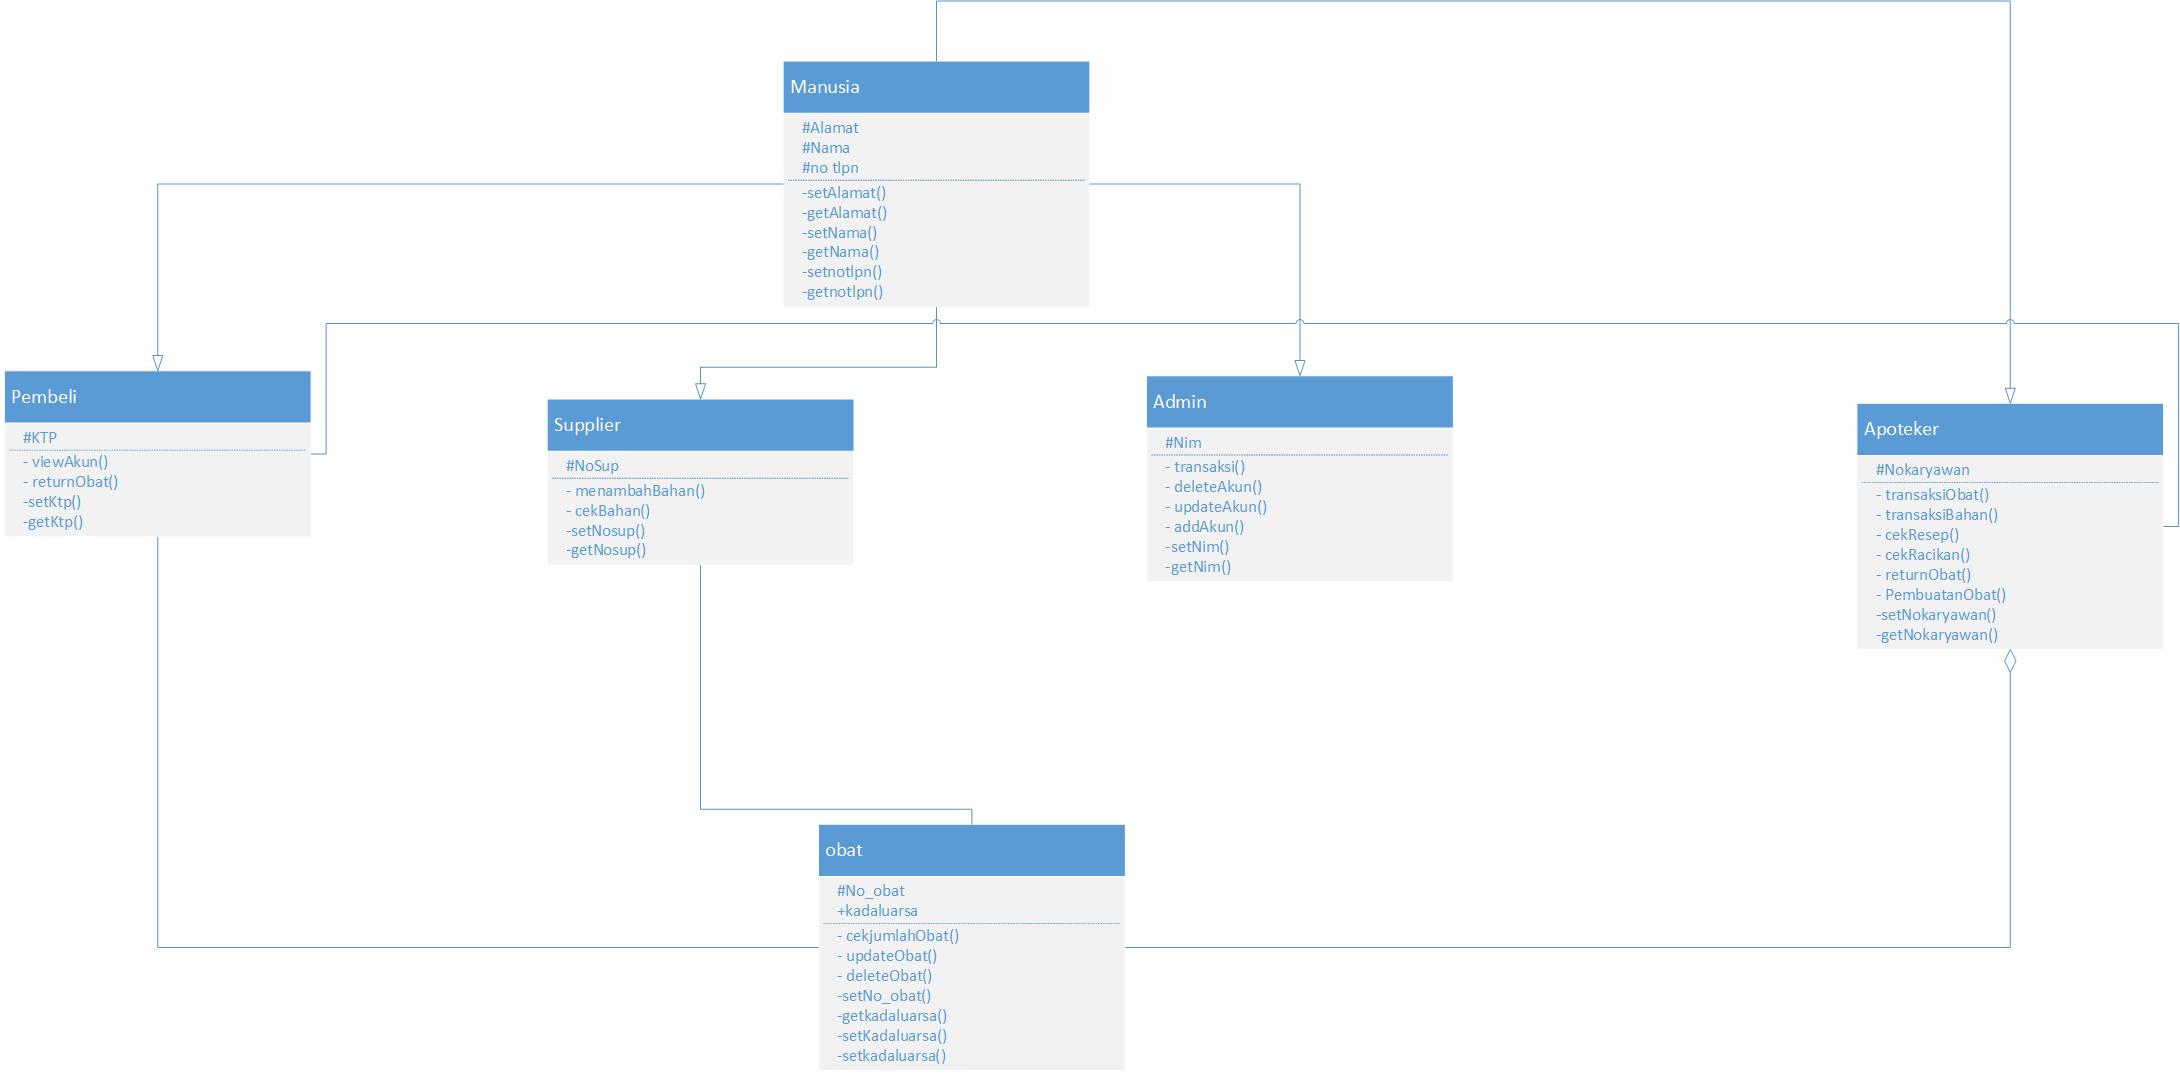 Manusia
#Alamat
#Nama
#no tlpn
-setAlamat()
-getAlamat()
-setNama()
-getNama()
-setnotlpn()
-getnotlpn()
Pembeli
#KTP
- viewAkun()
- returnObat()
-setKtp()
-getKtp()
Supplier
#NoSup
- menambahBahan()
- cekBahan()
-setNosup()
-getNosup()
Admin
#Nim
- transaksi()
- deleteAkun()
- updateAkun()
- addAkun()
-setNim()
-getNim()
Apoteker
#Nokaryawan
- transaksiObat()
- transaksiBahan()
- cekResep()
- cekRacikan()
- returnObat()
- PembuatanObat()
-setNokaryawan()
-getNokaryawan()
obat
#No_obat
+kadaluarsa
- cekjumlahObat()
- updateObat()
- deleteObat()
-setNo_obat()
-getkadaluarsa()
-setKadaluarsa()
-setkadaluarsa()